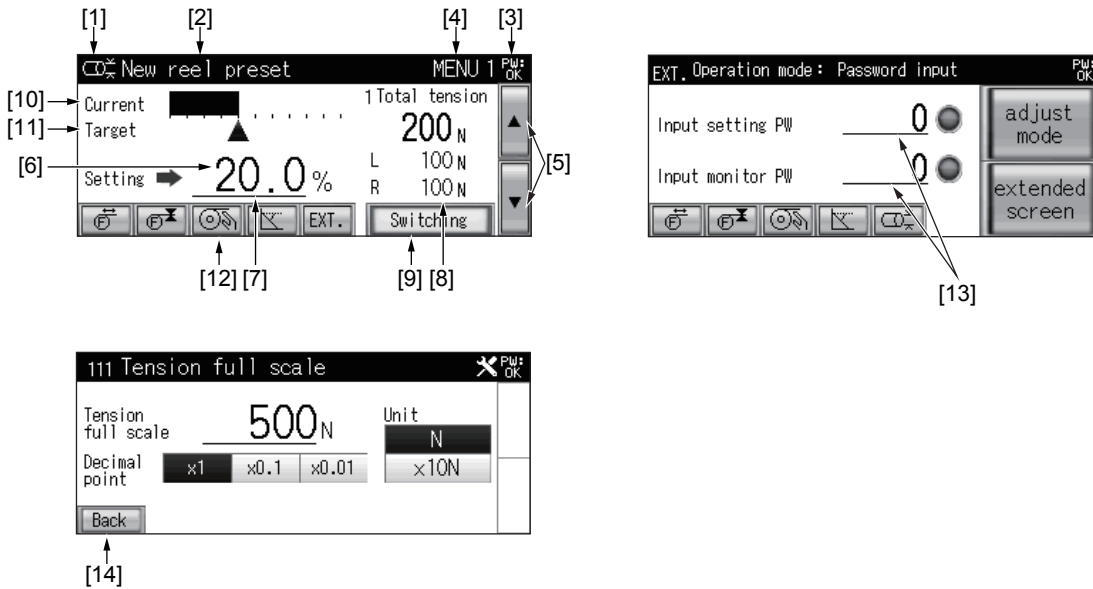 [1] [2] [4] [3]
New reel preset MENU 1 PW: OK
[10] Current
[11] Target
1 Total tension
200 N
[6] Setting 20.0 %
L 100 N
R 100 N
[5]
F F EXT. Switching
[12] [7] [9] [8]
EXT. Operation mode: Password input PW: OK
Input setting PW 0
Input monitor PW 0
adjust mode
extended screen
F F
[13]
111 Tension full scale PW: OK
Tension full scale 500 N
Unit
N
×10N
Decimal point x1 x0.1 x0.01
Back
[14]